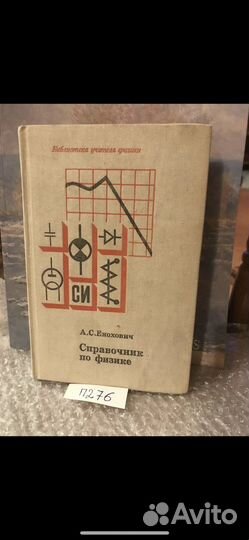 Библиотека учителя физики
СИ
А.С.Енохович
Справочник
по физике
П276
Avito